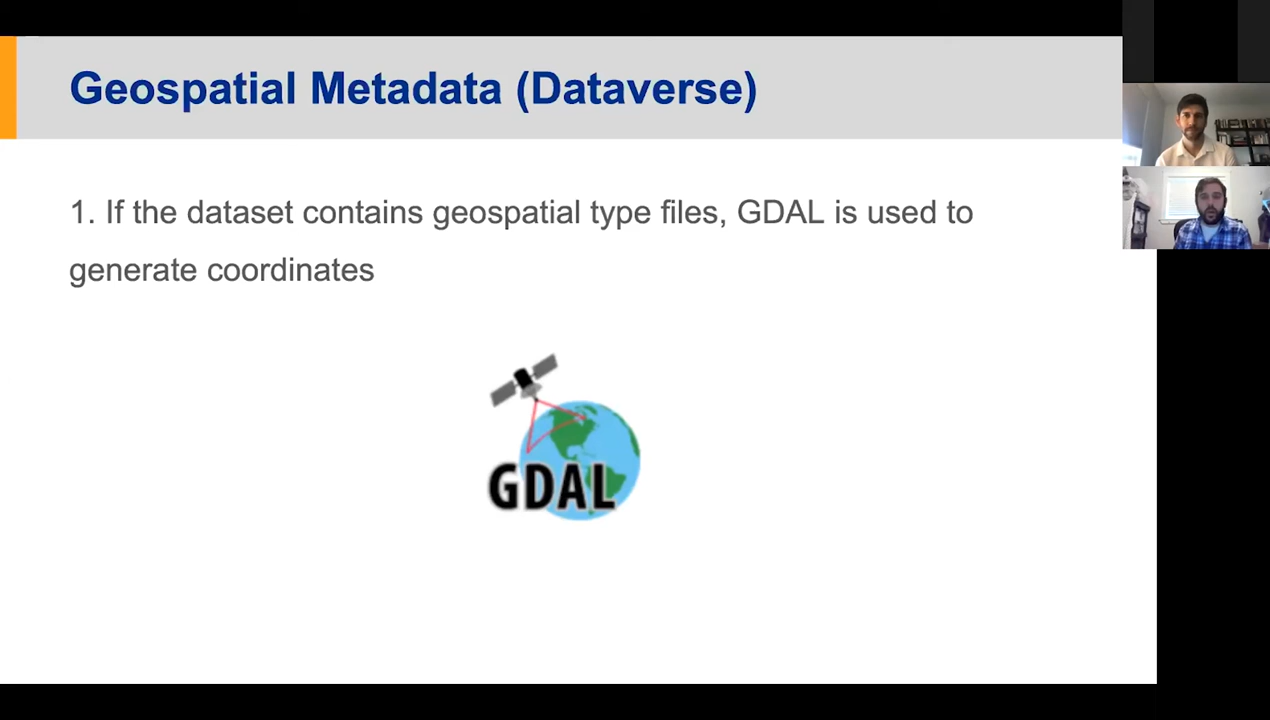 Geospatial Metadata (Dataverse)
1. If the dataset contains geospatial type files, GDAL is used to
generate coordinates
GDAL